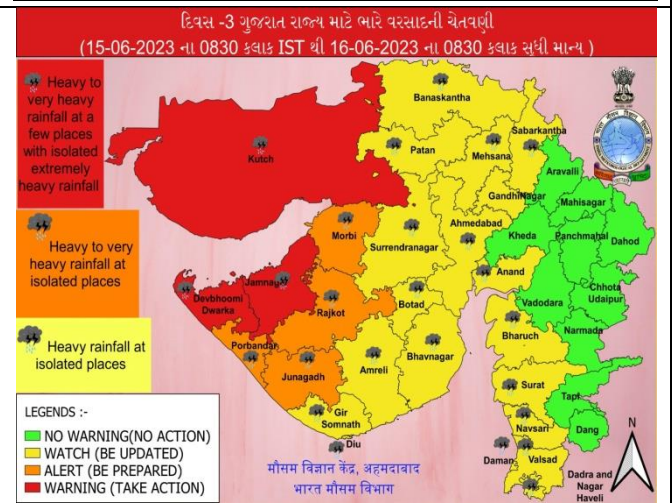 દિવસ -3 ગુજરાત રાજ્ય માટે ભારે વરસાદની ચેતવણી
(15-06-2023 ના 0830 કલાક IST થી 16-06-2023 ના 0830 કલાક સુધી માન્ય )
Heavy to
very heavy
rainfall at a
few places
with isolated
extremely
heavy rainfall
Heavy to very
heavy rainfall at
isolated places
Heavy rainfall at
isolated places
Banaskantha
Patan
Mehsana
Sabarkantha
Aravalli
Kutch
GandhiNagar
Mahisagar
Morbi
Surrendranagar
Ahmedabad
Kheda
Panchmahal
Dahod
Devbhoomi
Dwarka
Jamnagar
Rajkot
Botad
Anand
Vadodara
Chhota
Udaipur
Porbandar
Junagadh
Amreli
Bhavnagar
Bharuch
Narmada
Gir
Somnath
Diu
Surat
Tapi
Navsari
Dang
Daman
Valsad
Dadra and
Nagar
Haveli
N
LEGENDS :-
NO WARNING(NO ACTION)
WATCH (BE UPDATED)
ALERT (BE PREPARED)
WARNING (TAKE ACTION)
मौसम विज्ञान केंद्र, अहमदाबाद
भारत मौसम विभाग